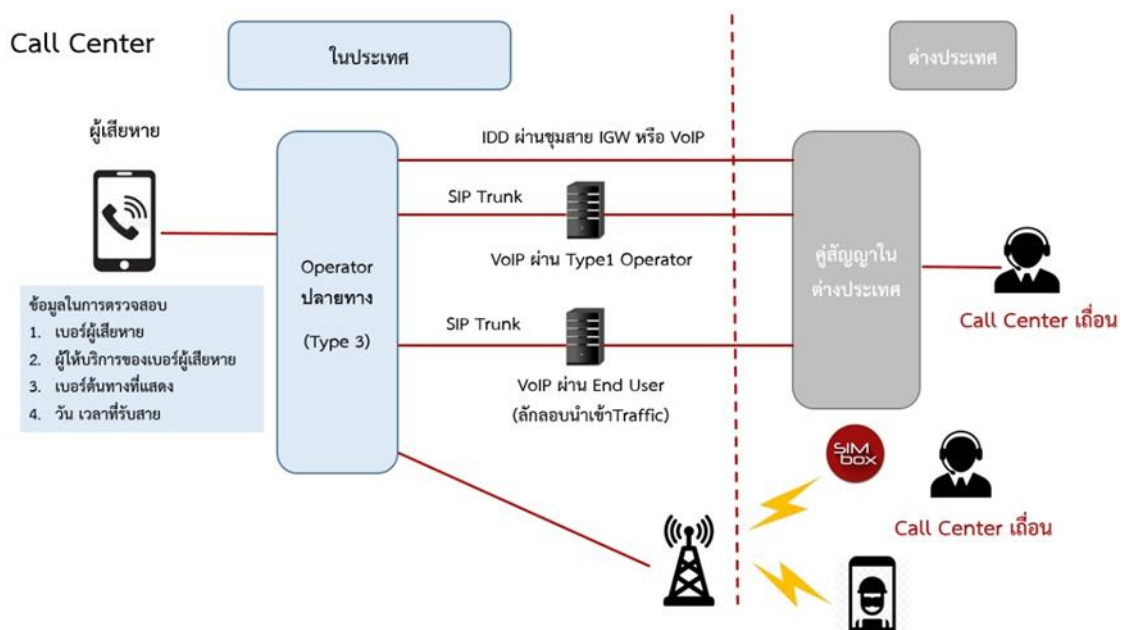 Call Center
ในประเทศ
ต่างประเทศ
ผู้เสียหาย
IDD ผ่านชุมสาย IGW หรือ VoIP
SIP Trunk
VoIP ผ่าน Type1 Operator
Operator
ปลายทาง
(Type 3)
คู่สัญญาใน
ต่างประเทศ
Call Center เถื่อน
ข้อมูลในการตรวจสอบ
1. เบอร์ผู้เสียหาย
2. ผู้ให้บริการของเบอร์ผู้เสียหาย
3. เบอร์ต้นทางที่แสดง
4. วัน เวลาที่รับสาย
SIP Trunk
VoIP ผ่าน End User
(ลักลอบนำเข้าTraffic)
SIM
box
Call Center เถื่อน